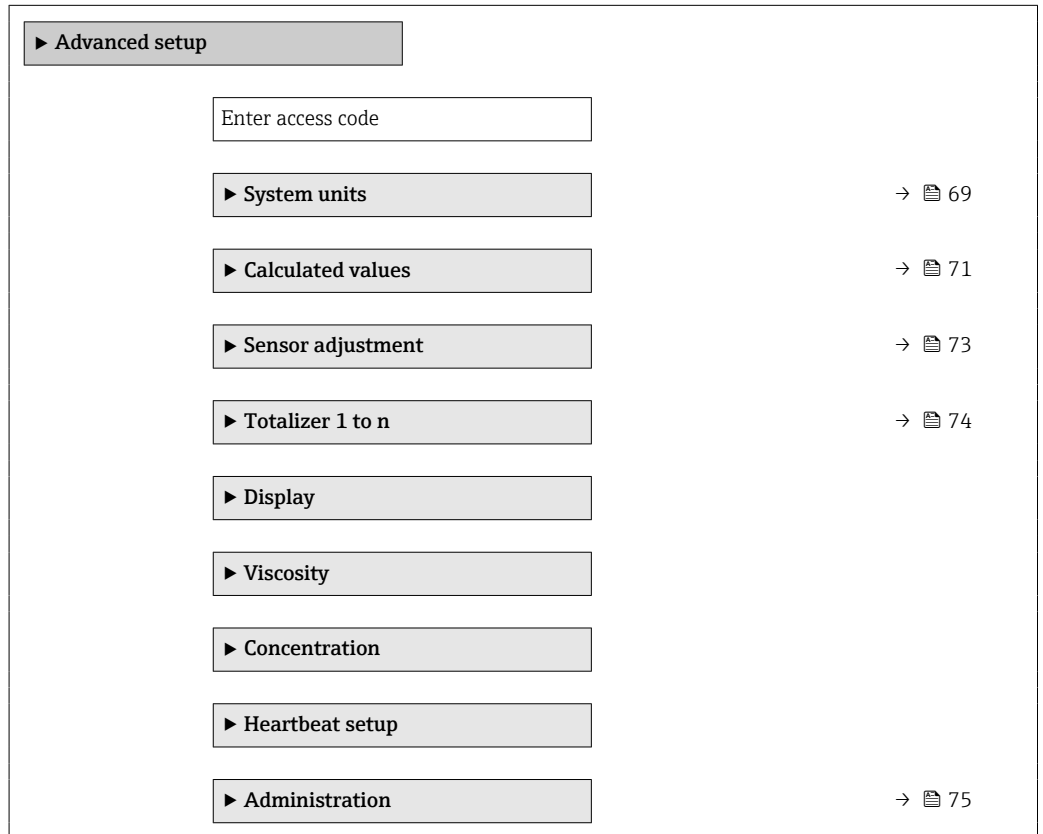 ▶ Advanced setup
Enter access code
▶ System units → 69
▶ Calculated values → 71
▶ Sensor adjustment → 73
▶ Totalizer 1 to n → 74
▶ Display
▶ Viscosity
▶ Concentration
▶ Heartbeat setup
▶ Administration → 75